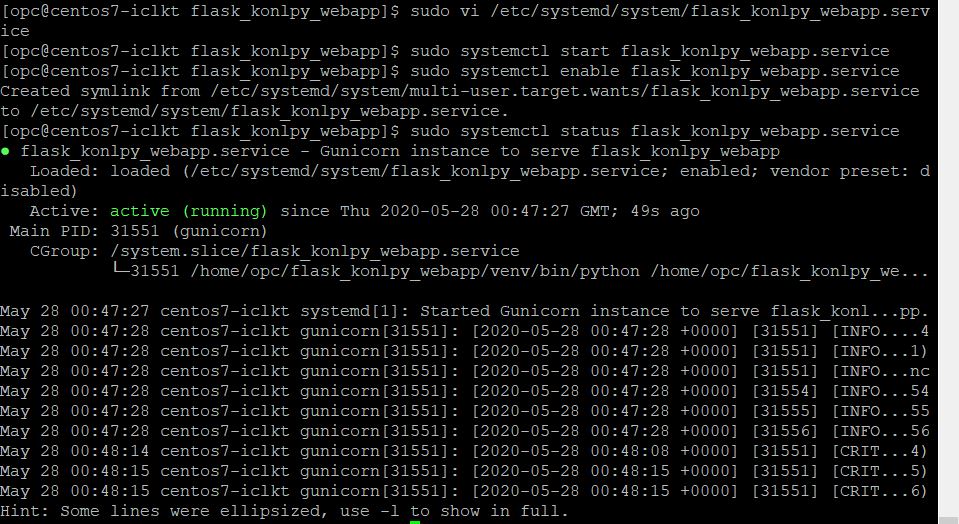 [opc@centos7-iclkt flask_konlpy_webapp]$ sudo vi /etc/systemd/system/flask_konlpy_webapp.serv
ice
[opc@centos7-iclkt flask_konlpy_webapp]$ sudo systemctl start flask_konlpy_webapp.service
[opc@centos7-iclkt flask_konlpy_webapp]$ sudo systemctl enable flask_konlpy_webapp.service
Created symlink from /etc/systemd/system/multi-user.target.wants/flask_konlpy_webapp.service
to /etc/systemd/system/flask_konlpy_webapp.service.
[opc@centos7-iclkt flask_konlpy_webapp]$ sudo systemctl status flask_konlpy_webapp.service
● flask_konlpy_webapp.service - Gunicorn instance to serve flask_konlpy_webapp
   Loaded: loaded (/etc/systemd/system/flask_konlpy_webapp.service; enabled; vendor preset: d
isabled)
   Active: active (running) since Thu 2020-05-28 00:47:27 GMT; 49s ago
 Main PID: 31551 (gunicorn)
   CGroup: /system.slice/flask_konlpy_webapp.service
           └─31551 /home/opc/flask_konlpy_webapp/venv/bin/python /home/opc/flask_konlpy_we...
May 28 00:47:27 centos7-iclkt systemd[1]: Started Gunicorn instance to serve flask_konl...pp.
May 28 00:47:28 centos7-iclkt gunicorn[31551]: [2020-05-28 00:47:28 +0000] [31551] [INFO....4
May 28 00:47:28 centos7-iclkt gunicorn[31551]: [2020-05-28 00:47:28 +0000] [31551] [INFO...1)
May 28 00:47:28 centos7-iclkt gunicorn[31551]: [2020-05-28 00:47:28 +0000] [31551] [INFO...nc
May 28 00:47:28 centos7-iclkt gunicorn[31551]: [2020-05-28 00:47:28 +0000] [31554] [INFO...54
May 28 00:47:28 centos7-iclkt gunicorn[31551]: [2020-05-28 00:47:28 +0000] [31555] [INFO...55
May 28 00:47:28 centos7-iclkt gunicorn[31551]: [2020-05-28 00:47:28 +0000] [31556] [INFO...56
May 28 00:48:14 centos7-iclkt gunicorn[31551]: [2020-05-28 00:48:08 +0000] [31551] [CRIT...4)
May 28 00:48:15 centos7-iclkt gunicorn[31551]: [2020-05-28 00:48:15 +0000] [31551] [CRIT...5)
May 28 00:48:15 centos7-iclkt gunicorn[31551]: [2020-05-28 00:48:15 +0000] [31551] [CRIT...6)
Hint: Some lines were ellipsized, use -l to show in full.